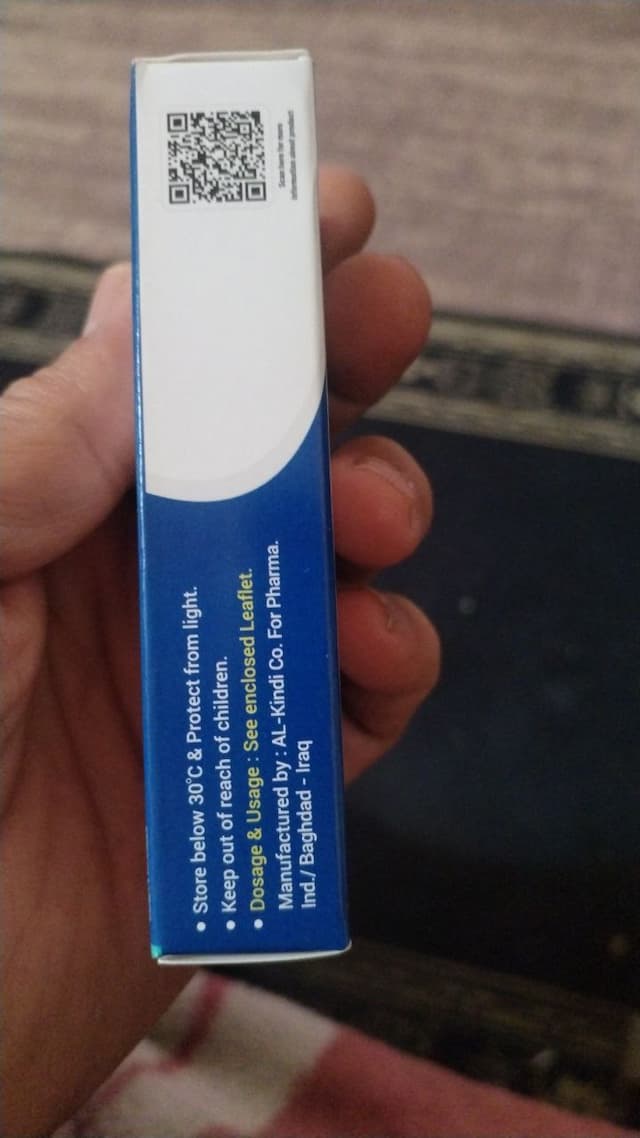 • Store below 30°C & Protect from light.
• Keep out of reach of children.
• Dosage & Usage : See enclosed Leaflet.
Manufactured by : AL-Kindi Co. For Pharma.
Ind./ Baghdad - Iraq
Scan here for more
information about product